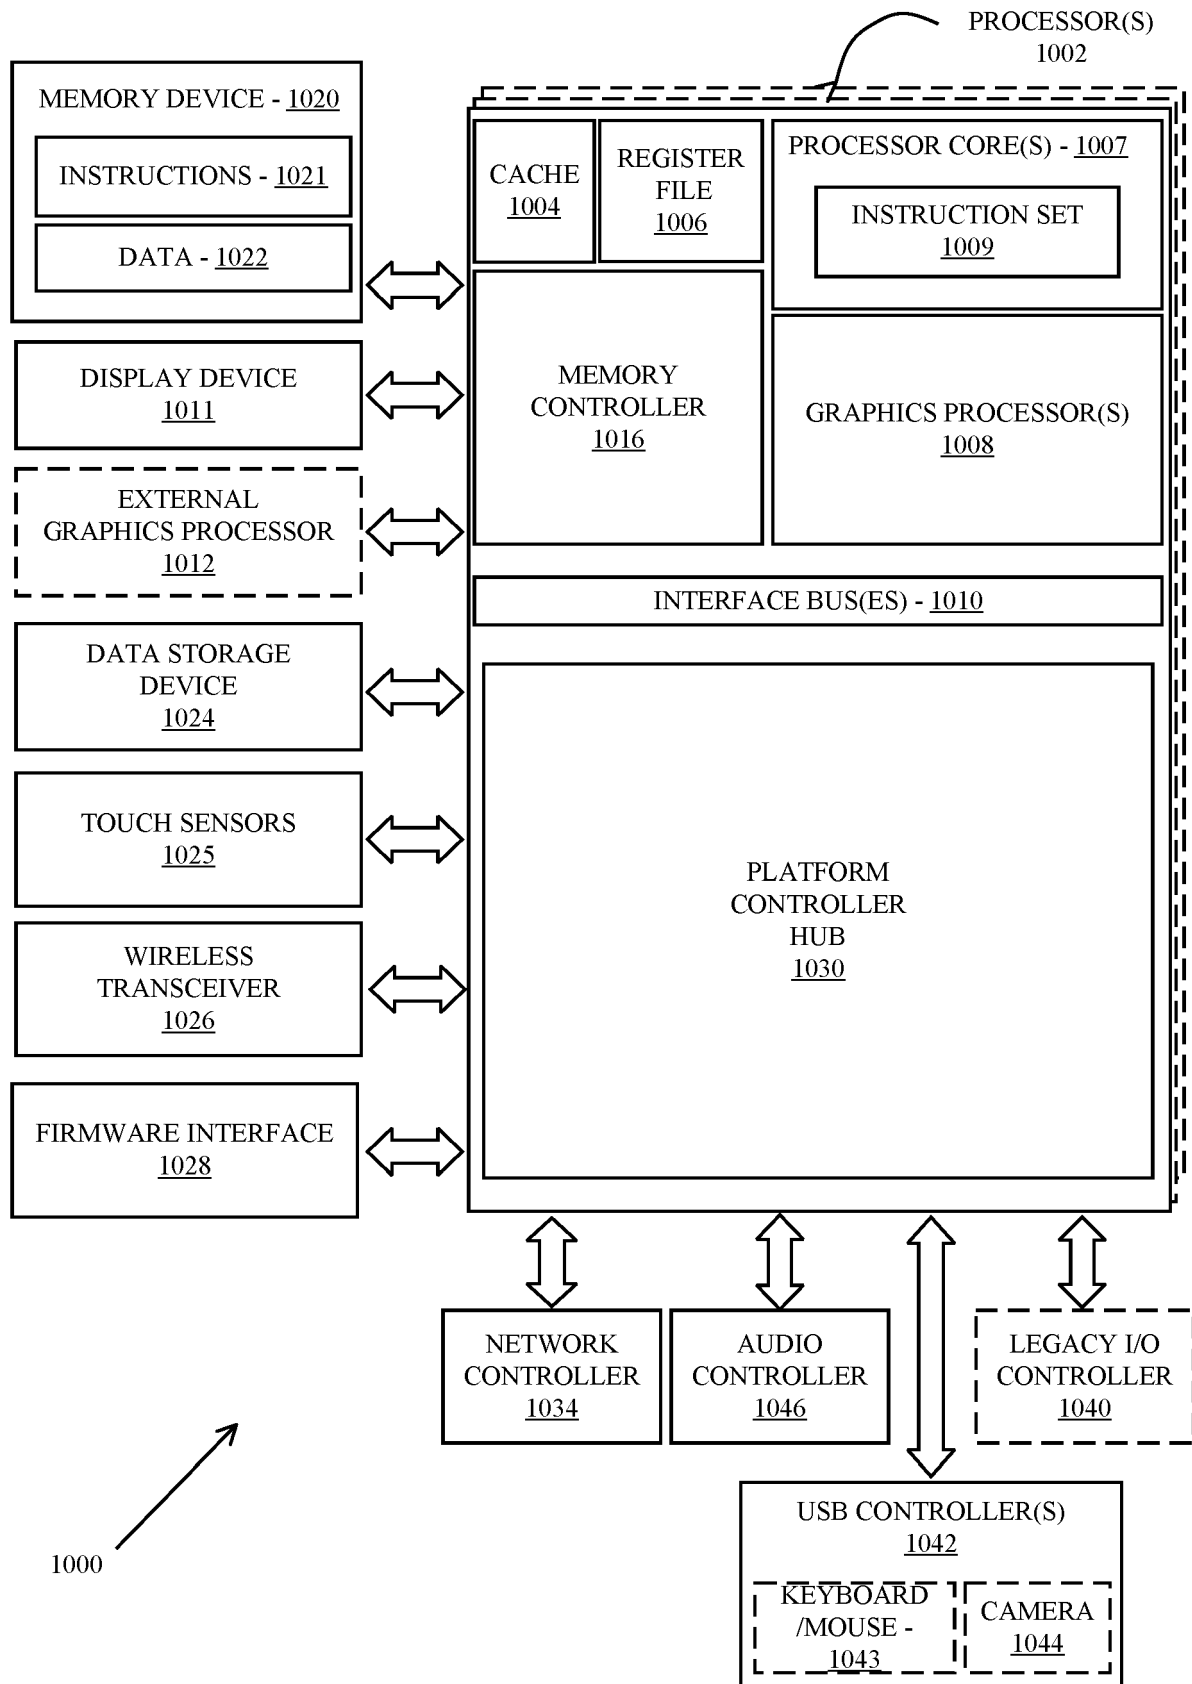 PROCESSOR(S)
1002
MEMORY DEVICE - 1020
INSTRUCTIONS - 1021
DATA - 1022
CACHE
1004
REGISTER
FILE
1006
PROCESSOR CORE(S) - 1007
INSTRUCTION SET
1009
MEMORY
CONTROLLER
1016
GRAPHICS PROCESSOR(S)
1008
DISPLAY DEVICE
1011
EXTERNAL
GRAPHICS PROCESSOR
1012
INTERFACE BUS(ES) - 1010
DATA STORAGE
DEVICE
1024
TOUCH SENSORS
1025
WIRELESS
TRANSCEIVER
1026
FIRMWARE INTERFACE
1028
PLATFORM
CONTROLLER
HUB
1030
NETWORK
CONTROLLER
1034
AUDIO
CONTROLLER
1046
LEGACY I/O
CONTROLLER
1040
USB CONTROLLER(S)
1042
KEYBOARD
/MOUSE -
1043
CAMERA
1044
1000